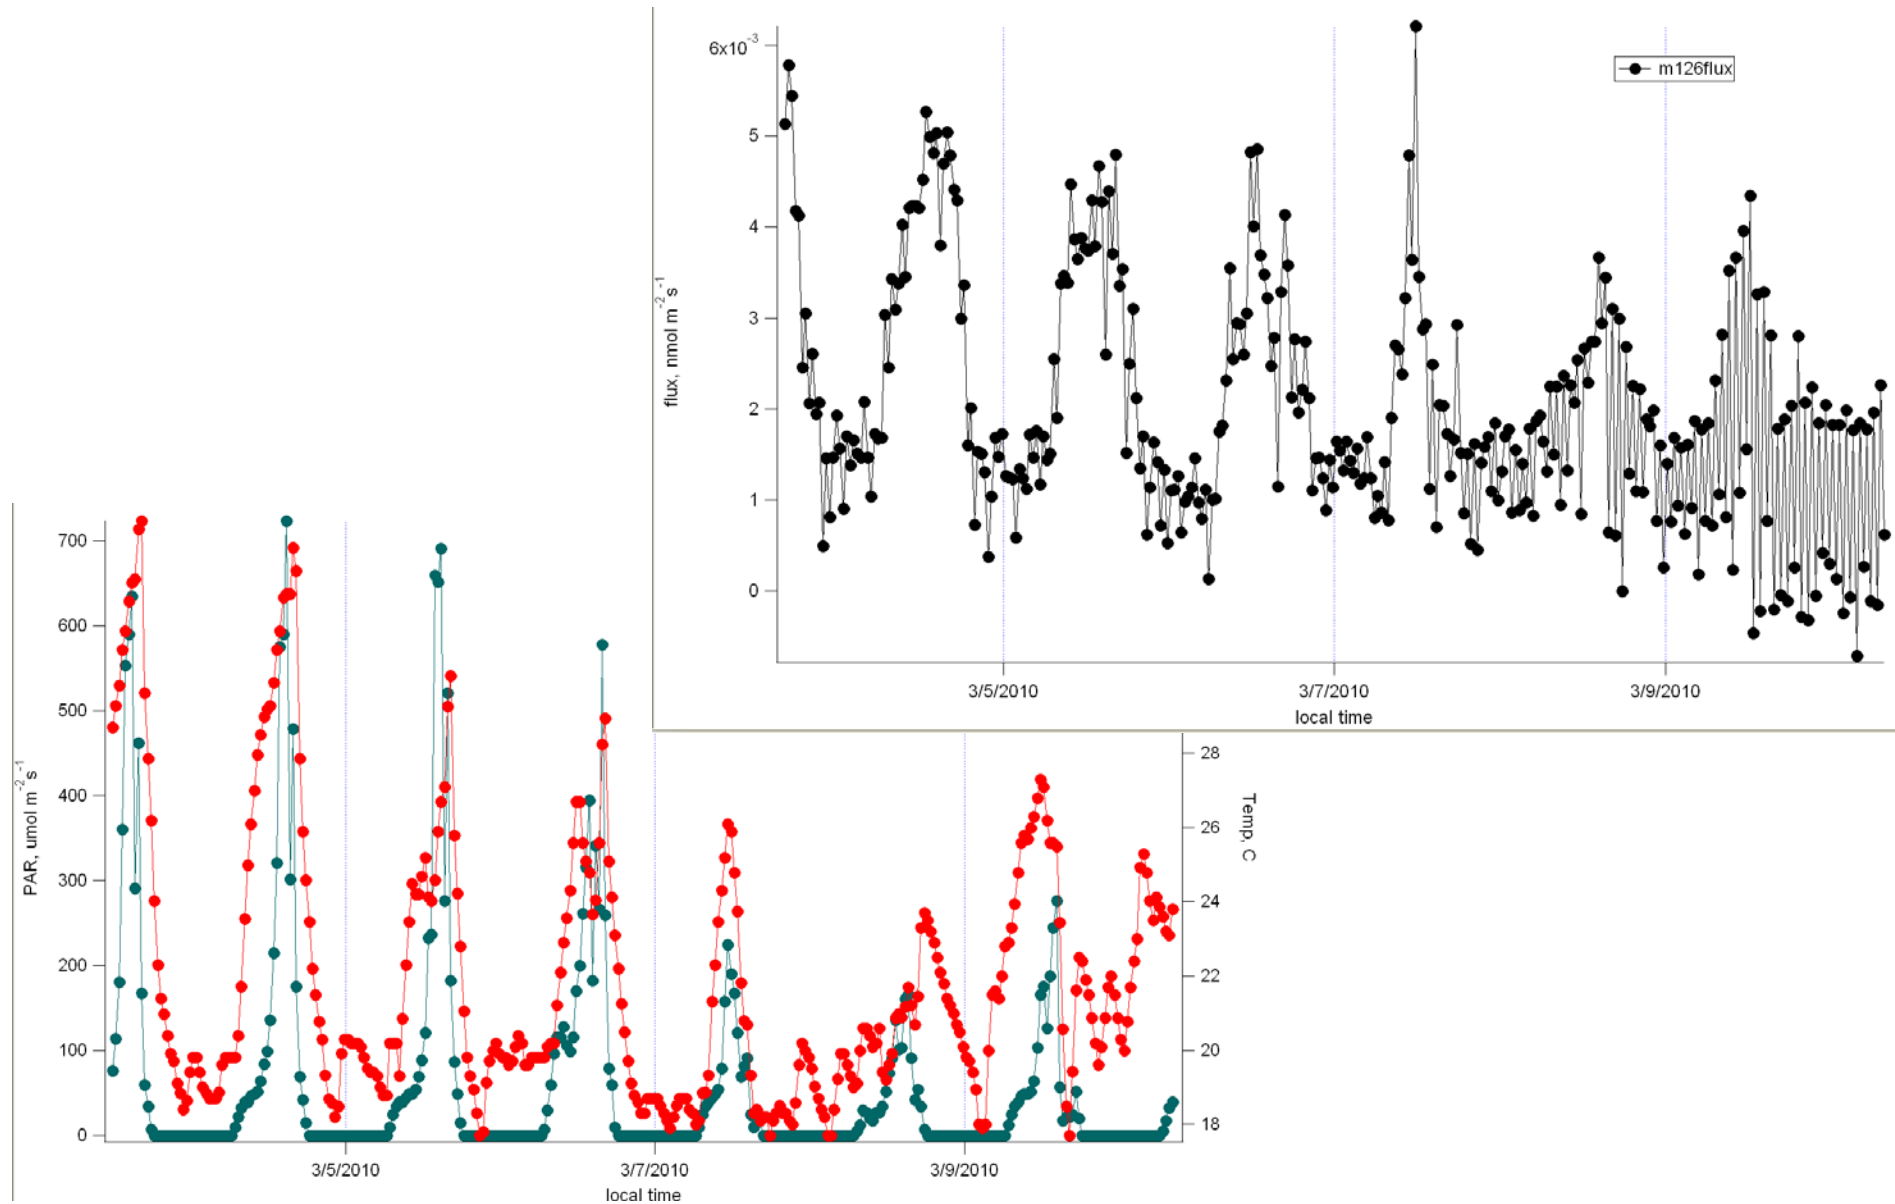 6x10⁻³
m126flux
5
4
3
2
1
0
flux, nmol m⁻² s⁻¹
3/5/2010 3/7/2010 3/9/2010
local time
700
600
500
400
300
200
100
0
PAR, umol m⁻² s⁻¹
28
26
24
22
20
18
Temp, C
3/5/2010 3/7/2010 3/9/2010
local time